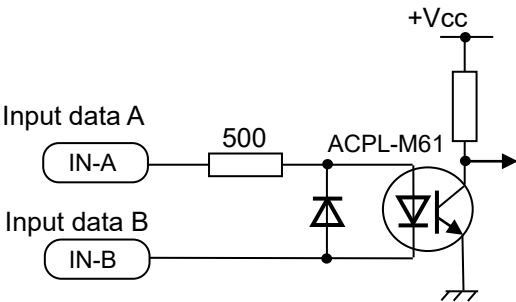 +Vcc
Input data A
500
ACPL-M61
IN-A
Input data B
IN-B